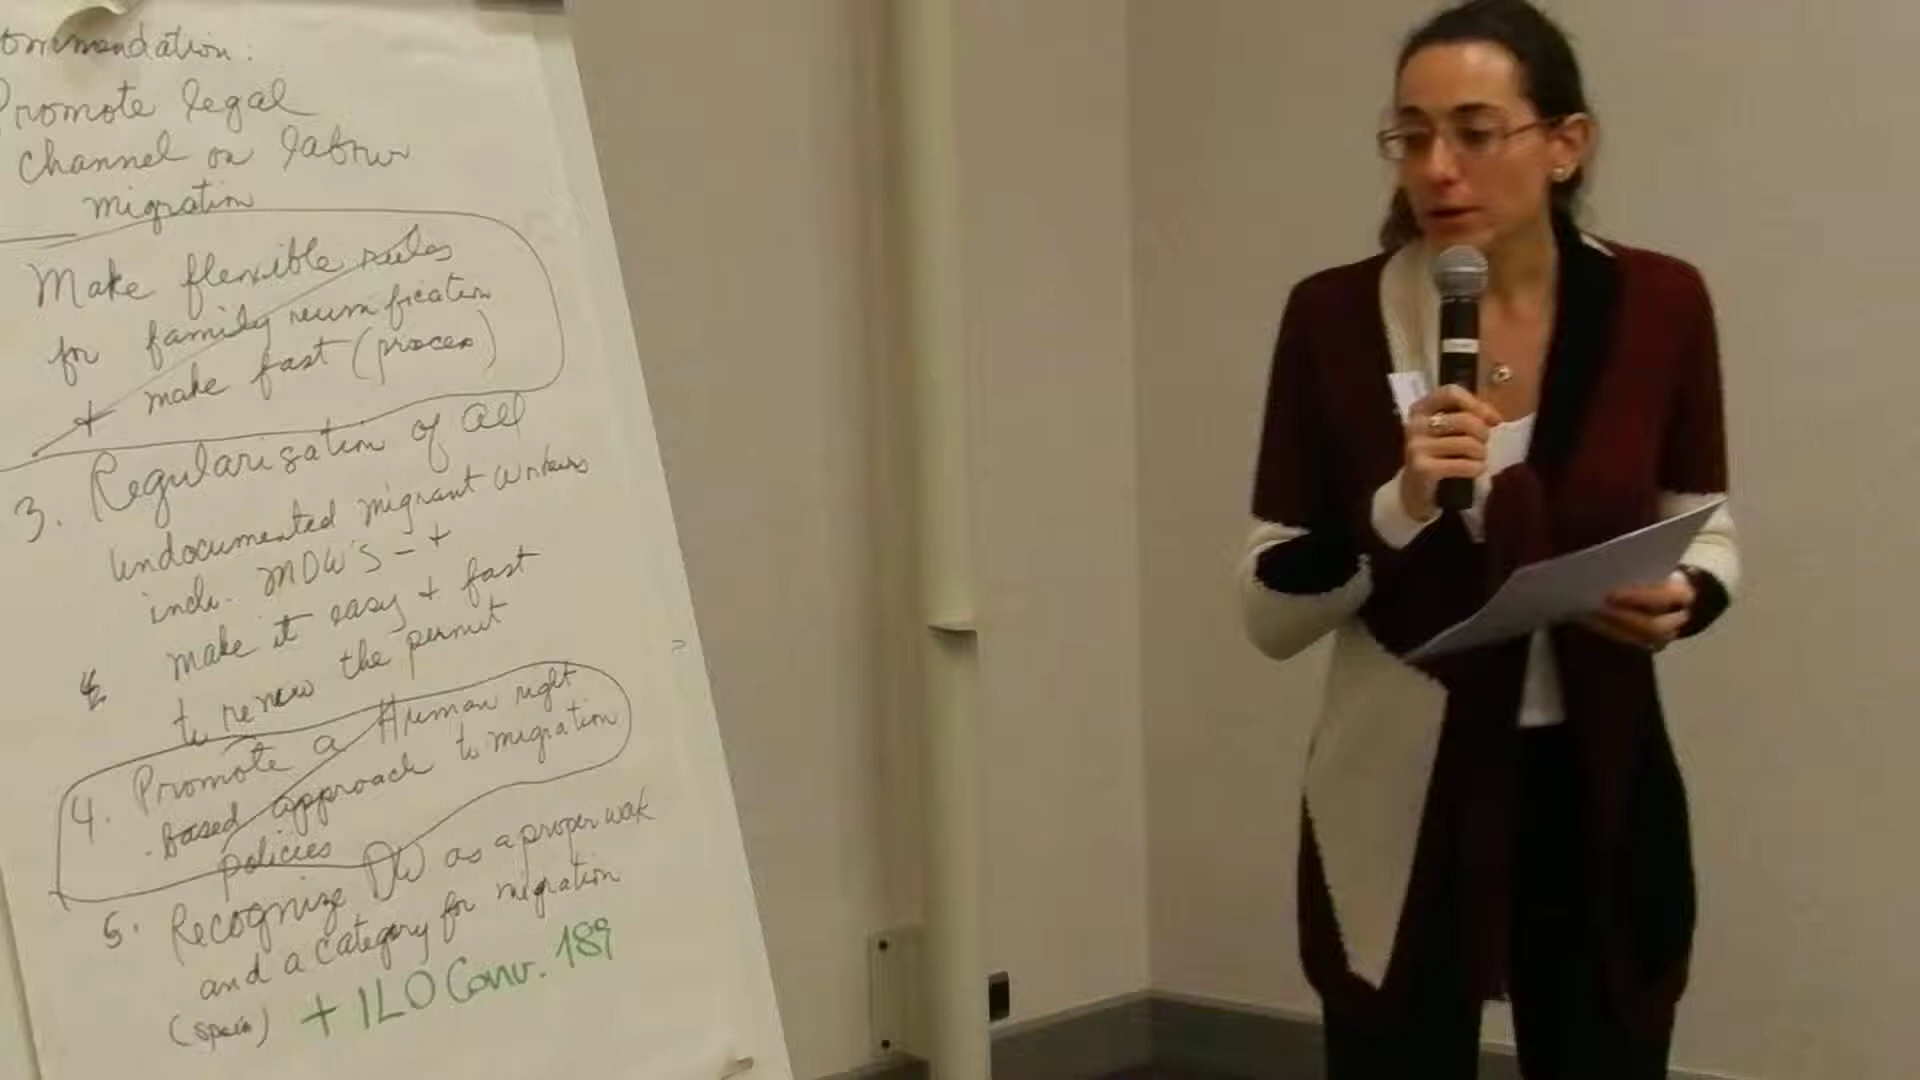 ommendation:
Promote legal
channel on labour
migration
Make flexible rules
for family reunification
+ make fast (process)
3. Regularisation of all
undocumented migrant workers
incl. MDW'S - +
make it easy + fast
to renew the permit
4. Promote a Human right
based approach to migration
policies
5. Recognize DW as a proper wok
and a category for migration
(spain) + ILO Conv. 189